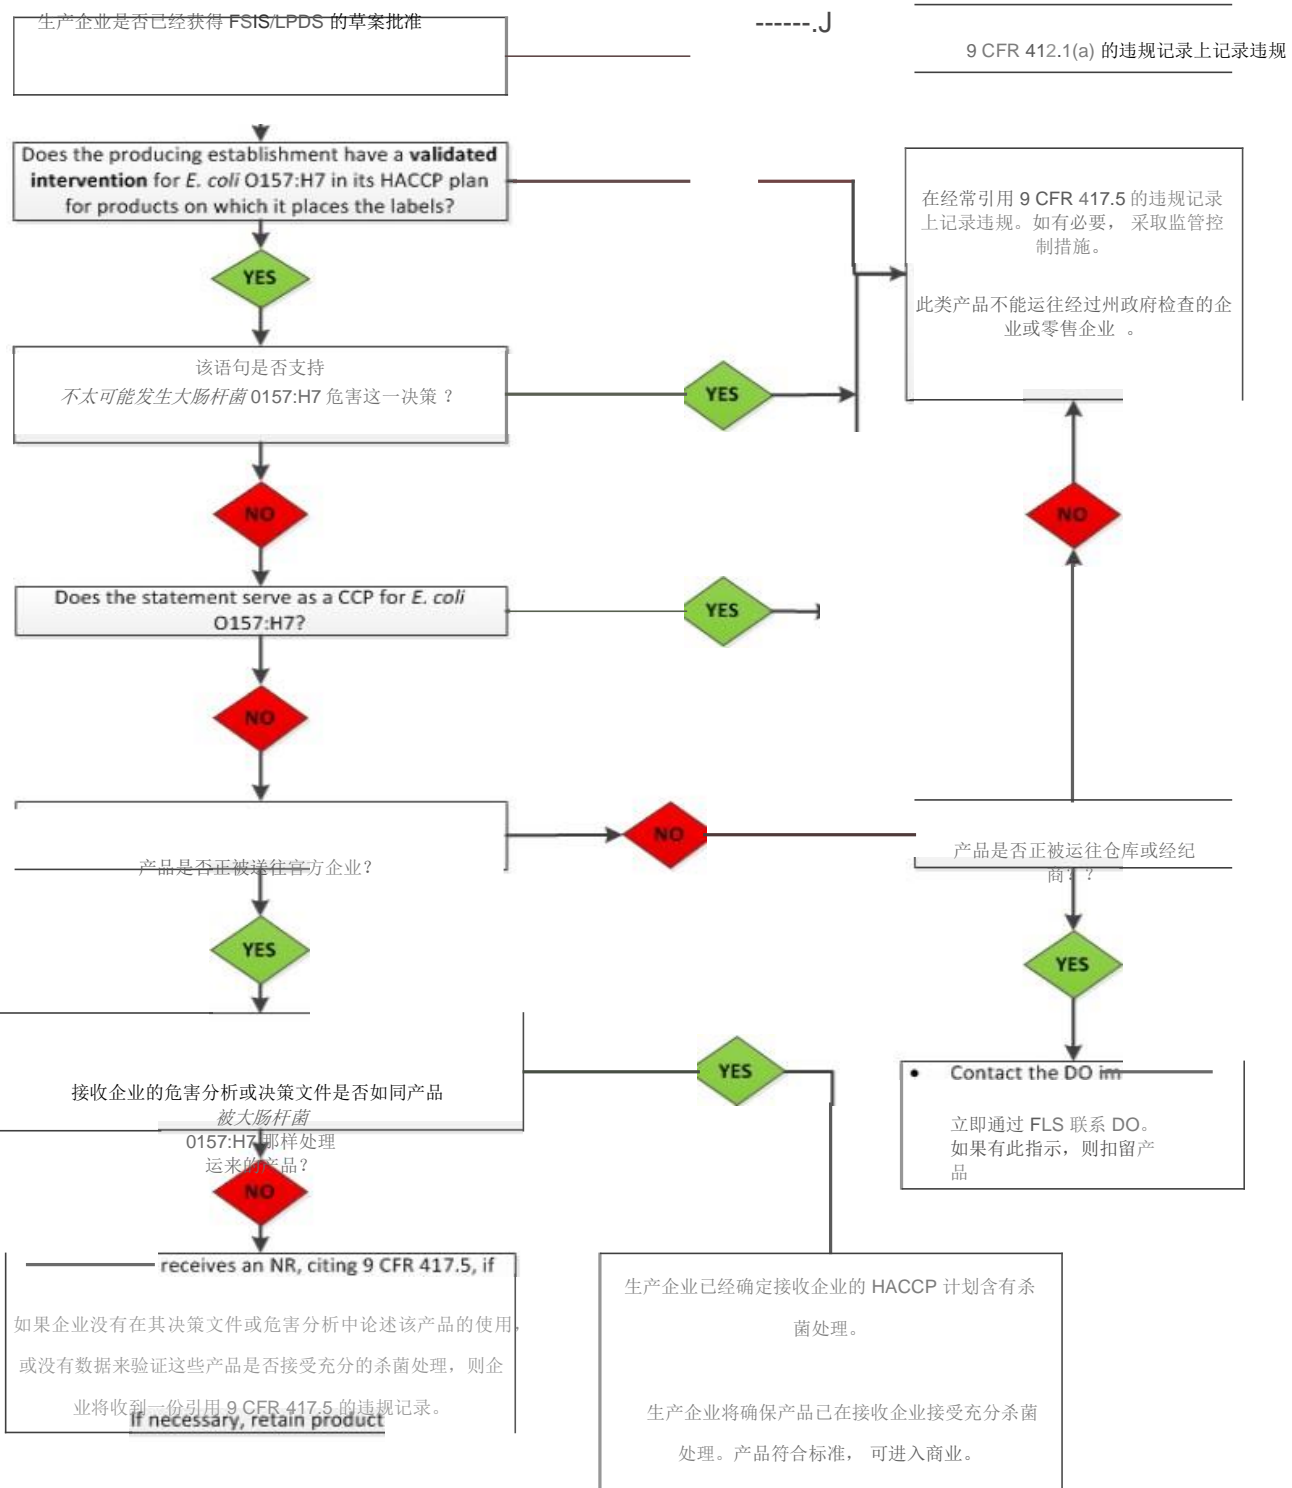 生产企业是否已经获得 FSIS/LPDS 的草案批准
------.J
9 CFR 412.1(a) 的违规记录上记录违规
Does the producing establishment have a validated
intervention for E. coli O157:H7 in its HACCP plan
for products on which it places the labels?
在经常引用 9 CFR 417.5 的违规记录
上记录违规。如有必要， 采取监管控
制措施。
此类产品不能运往经过州政府检查的企
业或零售企业 。
YES
该语句是否支持
不太可能发生大肠杆菌 0157:H7 危害这一决策 ？
YES
NO
NO
Does the statement serve as a CCP for E. coli
O157:H7?
YES
NO
产品是否正被送往官方企业？
NO
产品是否正被运往仓库或经纪
商？？
YES
YES
接收企业的危害分析或决策文件是否如同产品
被大肠杆菌
0157:H7 那样处理
运来的产品？
YES
NO
• Contact the DO im
立即通过 FLS 联系 DO。
如果有此指示，则扣留产
品
receives an NR, citing 9 CFR 417.5, if
如果企业没有在其决策文件或危害分析中论述该产品的使用，
或没有数据来验证这些产品是否接受充分的杀菌处理，则企
业将收到一份引用 9 CFR 417.5 的违规记录。
If necessary, retain product
生产企业已经确定接收企业的 HACCP 计划含有杀
菌处理。
生产企业将确保产品已在接收企业接受充分杀菌
处理。产品符合标准， 可进入商业。